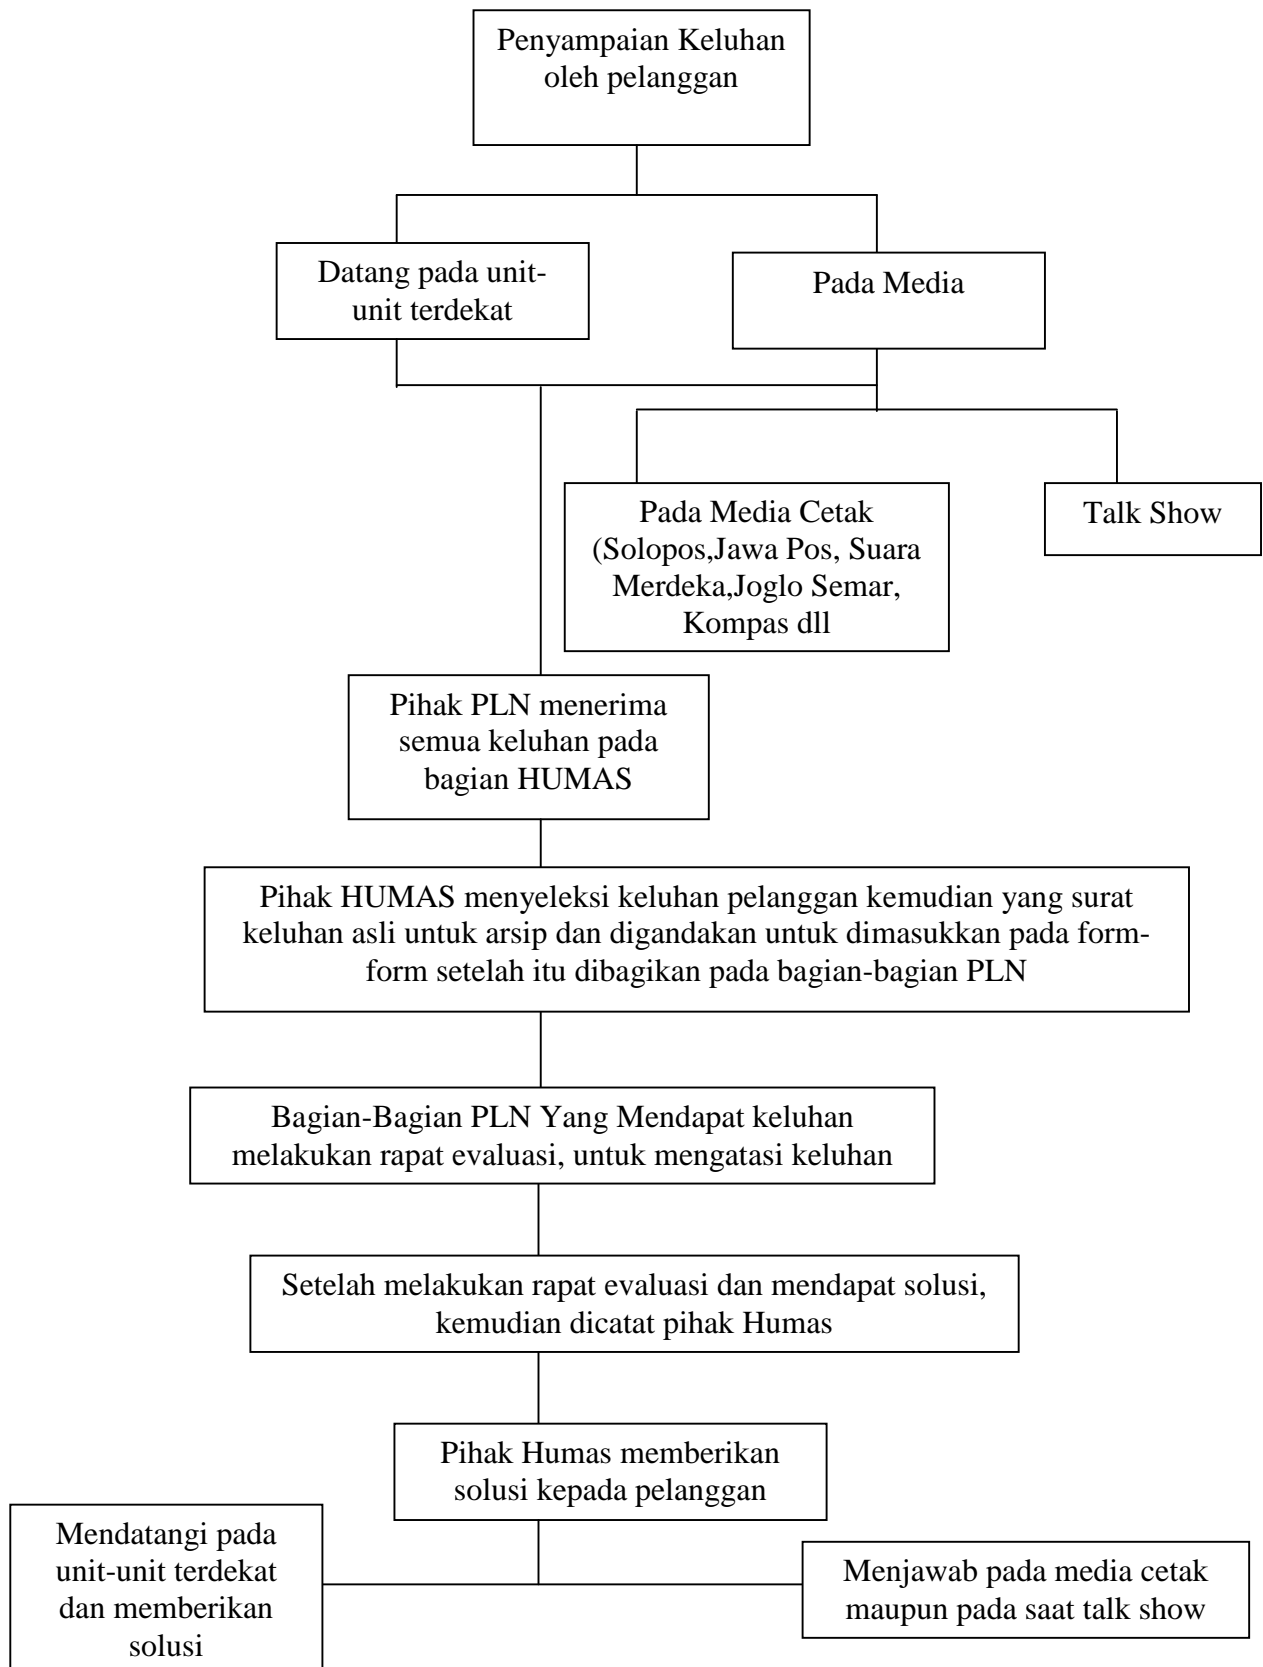 Penyampaian Keluhan
oleh pelanggan
Datang pada unit-
unit terdekat
Pada Media
Pada Media Cetak
(Solopos,Jawa Pos, Suara
Merdeka,Joglo Semar,
Kompas dll
Talk Show
Pihak PLN menerima
semua keluhan pada
bagian HUMAS
Pihak HUMAS menyeleksi keluhan pelanggan kemudian yang surat
keluhan asli untuk arsip dan digandakan untuk dimasukkan pada form-
form setelah itu dibagikan pada bagian-bagian PLN
Bagian-Bagian PLN Yang Mendapat keluhan
melakukan rapat evaluasi, untuk mengatasi keluhan
Setelah melakukan rapat evaluasi dan mendapat solusi,
kemudian dicatat pihak Humas
Pihak Humas memberikan
solusi kepada pelanggan
Mendatangi pada
unit-unit terdekat
dan memberikan
solusi
Menjawab pada media cetak
maupun pada saat talk show